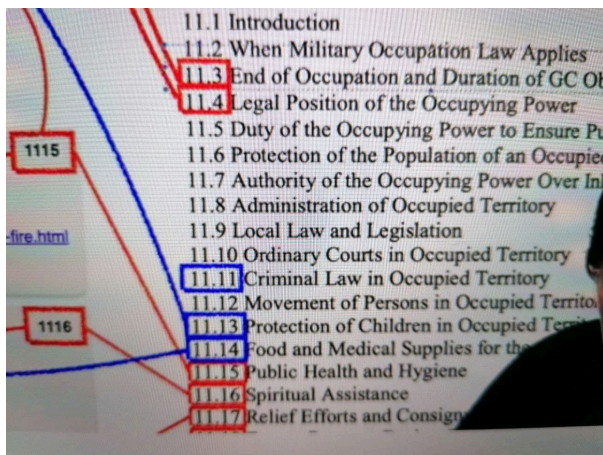 11.1 Introduction
11.2 When Military Occupation Law Applies
11.3 End of Occupation and Duration of GC
11.4 Legal Position of the Occupying Power
11.5 Duty of the Occupying Power to Ensure
11.6 Protection of the Population of an
11.7 Authority of the Occupying Power Over
11.8 Administration of Occupied Territory
11.9 Local Law and Legislation
11.10 Ordinary Courts in Occupied Territory
11.11 Criminal Law in Occupied Territory
11.12 Movement of Persons in Occupied
11.13 Protection of Children in Occupied
11.14 Food and Medical Supplies for the
11.15 Public Health and Hygiene
11.16 Spiritual Assistance
11.17 Relief Efforts and
1115
-fire.html
1116